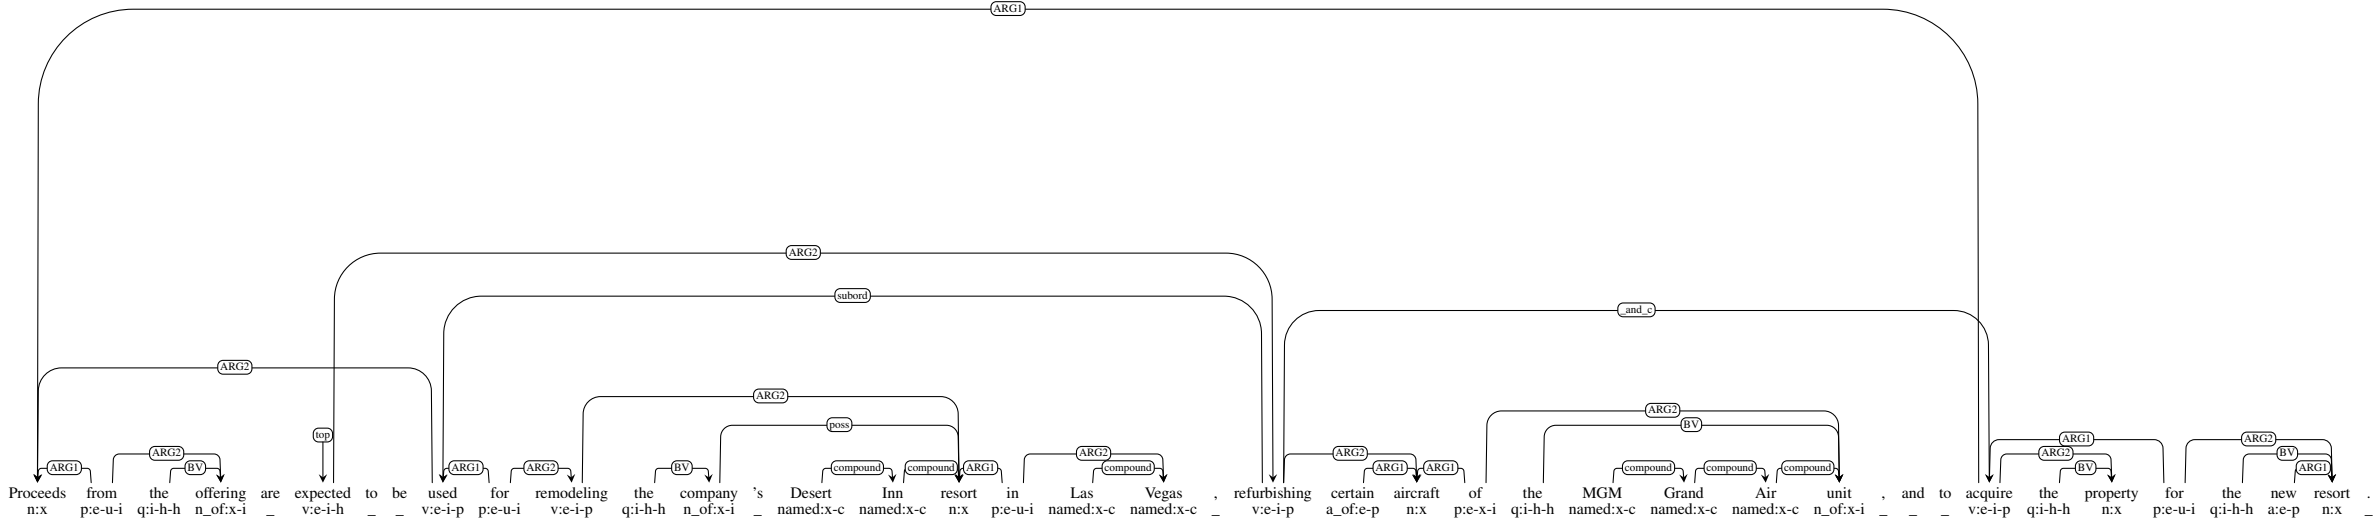 ARG1
ARG2
subord
_and_c
ARG2
ARG2
ARG2
poss
BV
top
ARG1
ARG2
ARG2
ARG2
ARG2
BV
ARG2
ARG1
BV
ARG1
ARG2
BV
compound
compound
ARG1
compound
ARG1
ARG1
compound
compound
compound
BV
ARG1
Proceeds from the offering are expected to be used for remodeling the company 's Desert Inn resort in Las Vegas , refurbishing certain aircraft of the MGM Grand Air unit , and to acquire the property for the new resort .
n:x p:e-u-i q:i-h-h n_of:x-i _ v:e-i-h _ _ v:e-i-p p:e-u-i v:e-i-p q:i-h-h n_of:x-i _ named:x-c named:x-c n:x p:e-u-i named:x-c named:x-c _ v:e-i-p a_of:e-p n:x p:e-x-i q:i-h-h named:x-c named:x-c named:x-c n_of:x-i _ _ _ v:e-i-p q:i-h-h n:x p:e-u-i q:i-h-h a:e-p n:x _